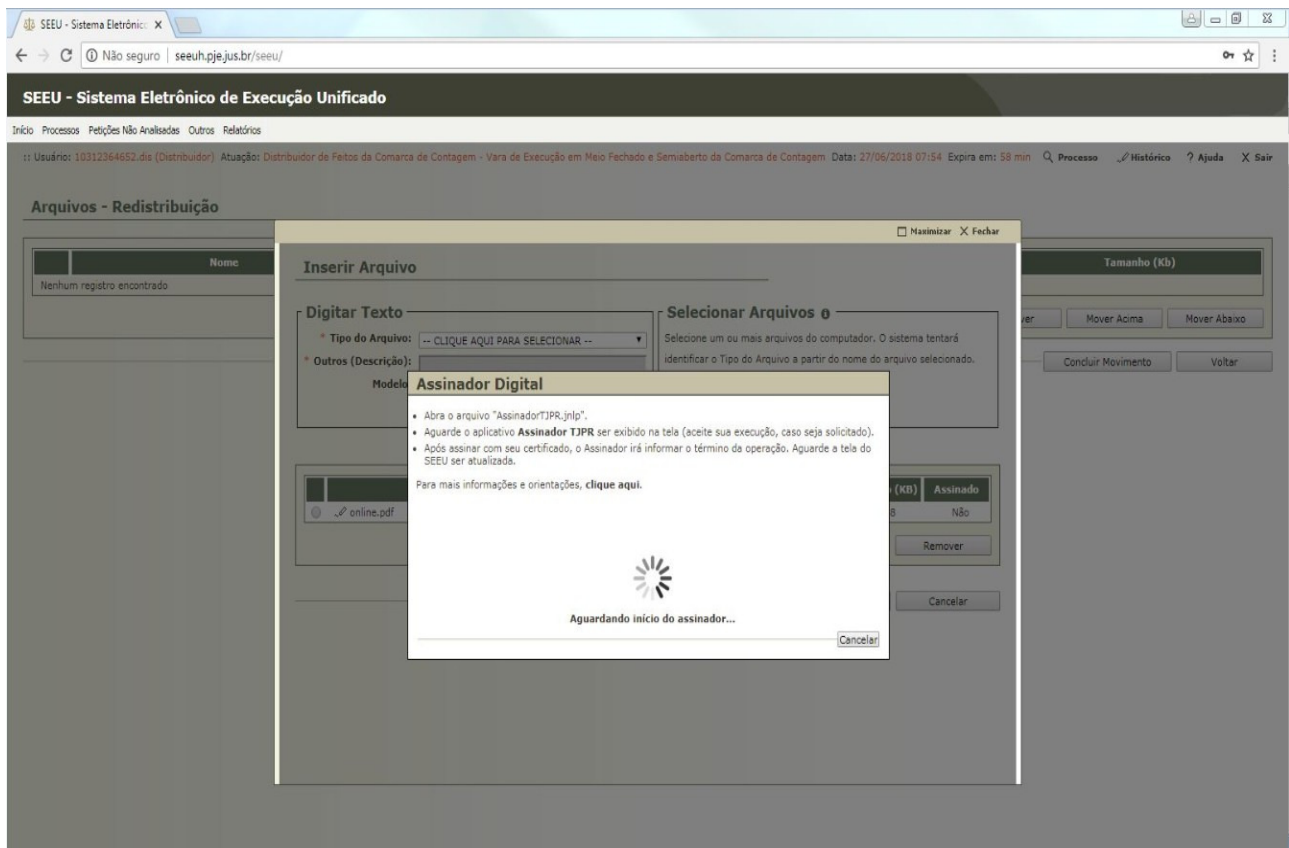 SEEU - Sistema Eletrônic
Não seguro | seeuh.pje.jus.br/seeu/
SEEU - Sistema Eletrônico de Execução Unificado
Início Processos Petições Não Analisadas Outros Relatórios
:: Usuário: 10312364652.dis (Distribuidor) Atuação: Distribuidor de Feitos da Comarca de Contagem - Vara de Execução em Meio Fechado e Semiaberto da Comarca de Contagem Data: 27/06/2018 07:54 Expira em: 58 min Processo Histórico ? Ajuda X Sair
Arquivos - Redistribuição
Maximizar X Fechar
Nome Tamanho (Kb)
Nenhum registro encontrado
Mover Acima Mover Abaixo
Concluir Movimento Voltar
Inserir Arquivo
Digitar Texto
* Tipo do Arquivo: -- CLIQUE AQUI PARA SELECIONAR --
* Outros (Descrição):
Modelo
Selecionar Arquivos
Selecione um ou mais arquivos do computador. O sistema tentará
identificar o Tipo do Arquivo a partir do nome do arquivo selecionado.
Assinador Digital
• Abra o arquivo "AssinadorTJPR.jnlp".
• Aguarde o aplicativo Assinador TJPR ser exibido na tela (aceite sua execução, caso seja solicitado).
• Após assinar com seu certificado, o Assinador irá informar o término da operação. Aguarde a tela do
SEEU ser atualizada.
Para mais informações e orientações, clique aqui.
Aguardando início do assinador...
Cancelar
(KB) Assinado
online.pdf 8 Não
Remover
Cancelar